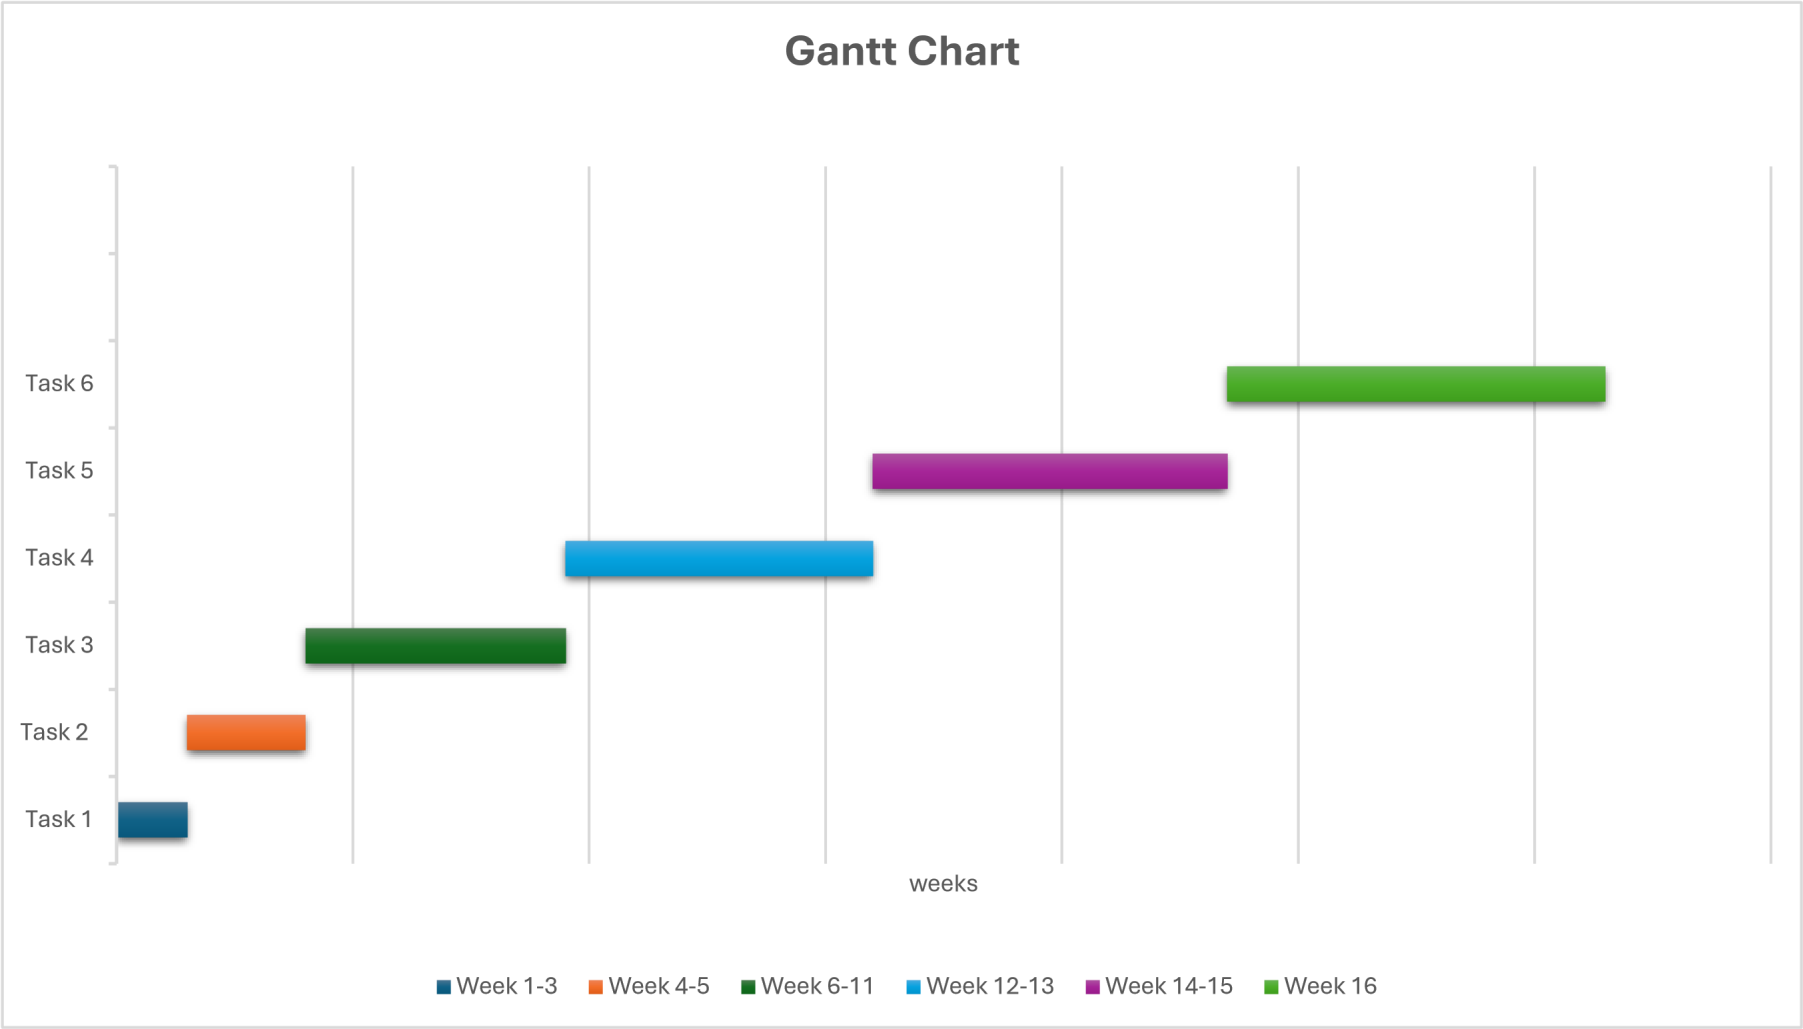 Gantt Chart
Task 6
Task 5
Task 4
Task 3
Task 2
Task 1
weeks
Week 1-3 Week 4-5 Week 6-11 Week 12-13 Week 14-15 Week 16